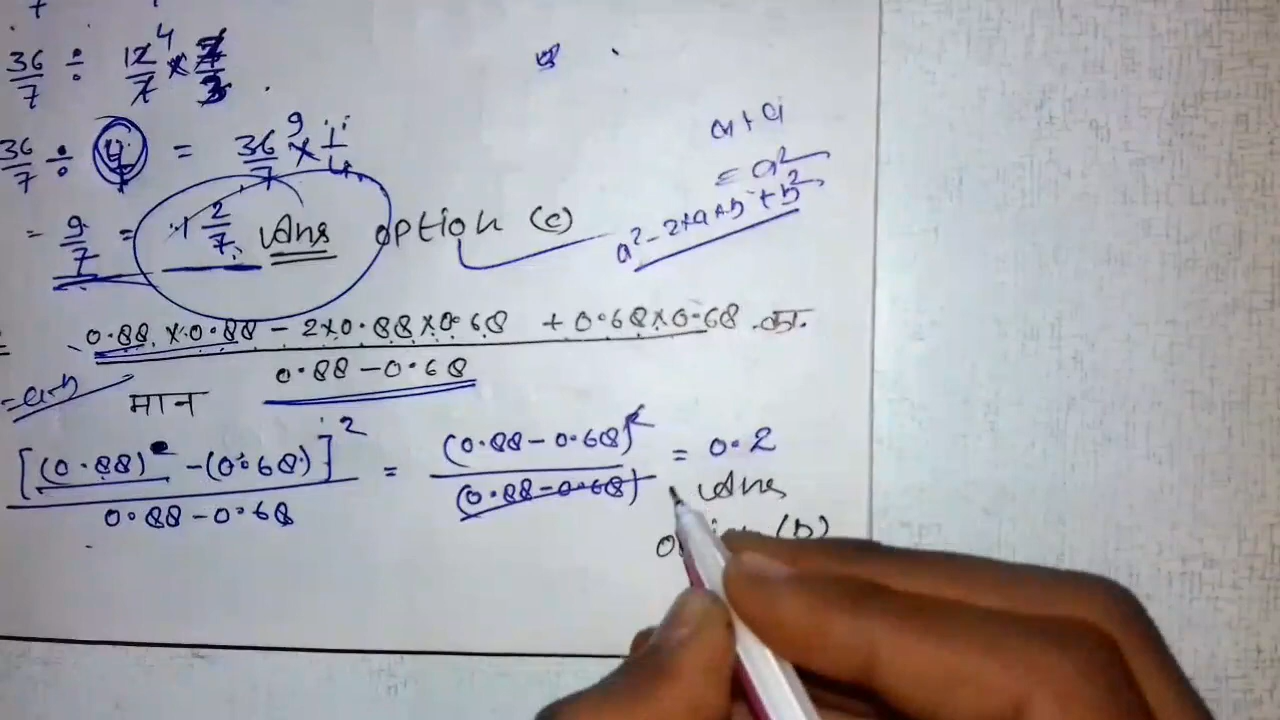 36/7 ÷ 12/7 4 × 7/3
36/7 ÷ 4 = 36/7 9 × 1/4
= 9/7 = 1 2/7 Ans option (c)
a + a
= a²
a² - 2×a×b + b²
0.88 × 0.88 - 2×0.88×0.68 + 0.68×0.68 का
0.88 - 0.68
= a-b
मान
[(0.88) - (0.68)]² / 0.88 - 0.68 = (0.88 - 0.68)² / (0.88 - 0.68) = 0.2
Ans
(b)